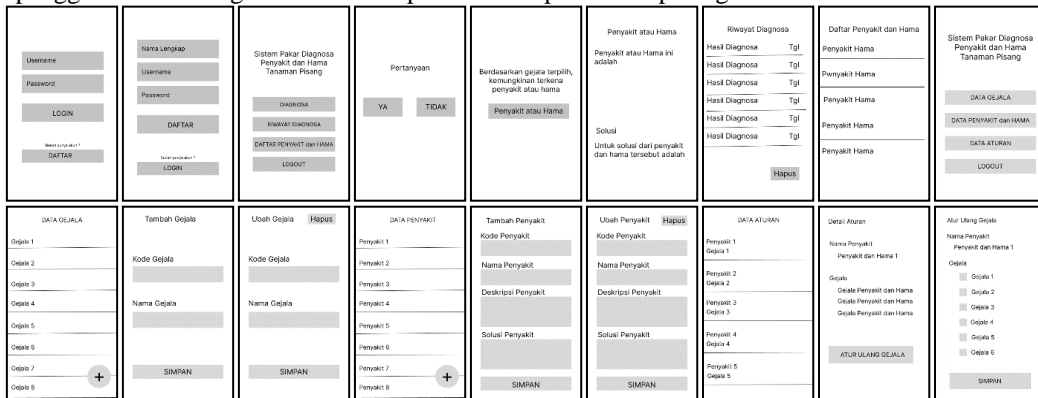 Username
Password
LOGIN
Belum punya akun ?
DAFTAR
Nama Lengkap
Username
Password
DAFTAR
LOGIN
Sistem Pakar Diagnosa
Penyakit dan Hama
Tanaman Pisang
DIAGNOSA
RIWAYAT DIAGNOSA
DAFTAR PENYAKIT dan HAMA
LOGOUT
Pertanyaan
YA TIDAK
Berdasarkan gejala terpilih,
kemungkinan terkena
penyakit atau hama
Penyakit atau Hama
Penyakit atau Hama
Penyakit atau Hama ini
adalah
Solusi
Untuk solusi dari penyakit
dan hama tersebut adalah
Riwayat Diagnosa
Hasil Diagnosa Tgl
Hasil Diagnosa Tgl
Hasil Diagnosa Tgl
Hasil Diagnosa Tgl
Hasil Diagnosa Tgl
Hasil Diagnosa Tgl
Hapus
Daftar Penyakit dan Hama
Penyakit Hama
Pwnyakit Hama
Penyakit Hama
Penyakit Hama
Penyakit Hama
Sistem Pakar Diagnosa
Penyakit dan Hama
Tanaman Pisang
DATA GEJALA
DATA PENYAKIT dan HAMA
DATA ATURAN
LOGOUT
DATA GEJALA
Gejala 1
Gejala 2
Gejala 3
Gejala 4
Gejala 5
Gejala 6
Gejala 7
Gejala 8
+
Tambah Gejala
Kode Gejala
Nama Gejala
SIMPAN
Ubah Gejala Hapus
Kode Gejala
Nama Gejala
SIMPAN
DATA PENYAKIT
Penyakit 1
Penyakit 2
Penyakit 3
Penyakit 4
Penyakit 5
Penyakit 6
Penyakit 7
Penyakit 8
+
Tambah Penyakit
Kode Penyakit
Nama Penyakit
Deskripsi Penyakit
Solusi Penyakit
SIMPAN
Ubah Penyakit Hapus
Kode Penyakit
Nama Penyakit
Deskripsi Penyakit
Solusi Penyakit
SIMPAN
DATA ATURAN
Penyakit 1
Gejala 1
Penyakit 2
Gejala 2
Penyakit 3
Gejala 3
Penyakit 4
Gejala 4
Penyakit 5
Gejala 5
Detail Aturan
Nama Penyakit
Penyakit dan Hama 1
Gejala
Gejala Penyakit dan Hama
Gejala Penyakit dan Hama
Gejala Penyakit dan Hama
ATUR ULANG GEJALA
Atur Ulang Gejala
Nama Penyakit
Penyakit dan Hama 1
Gejala
Gejala 1
Gejala 2
Gejala 3
Gejala 4
Gejala 5
Gejala 6
SIMPAN